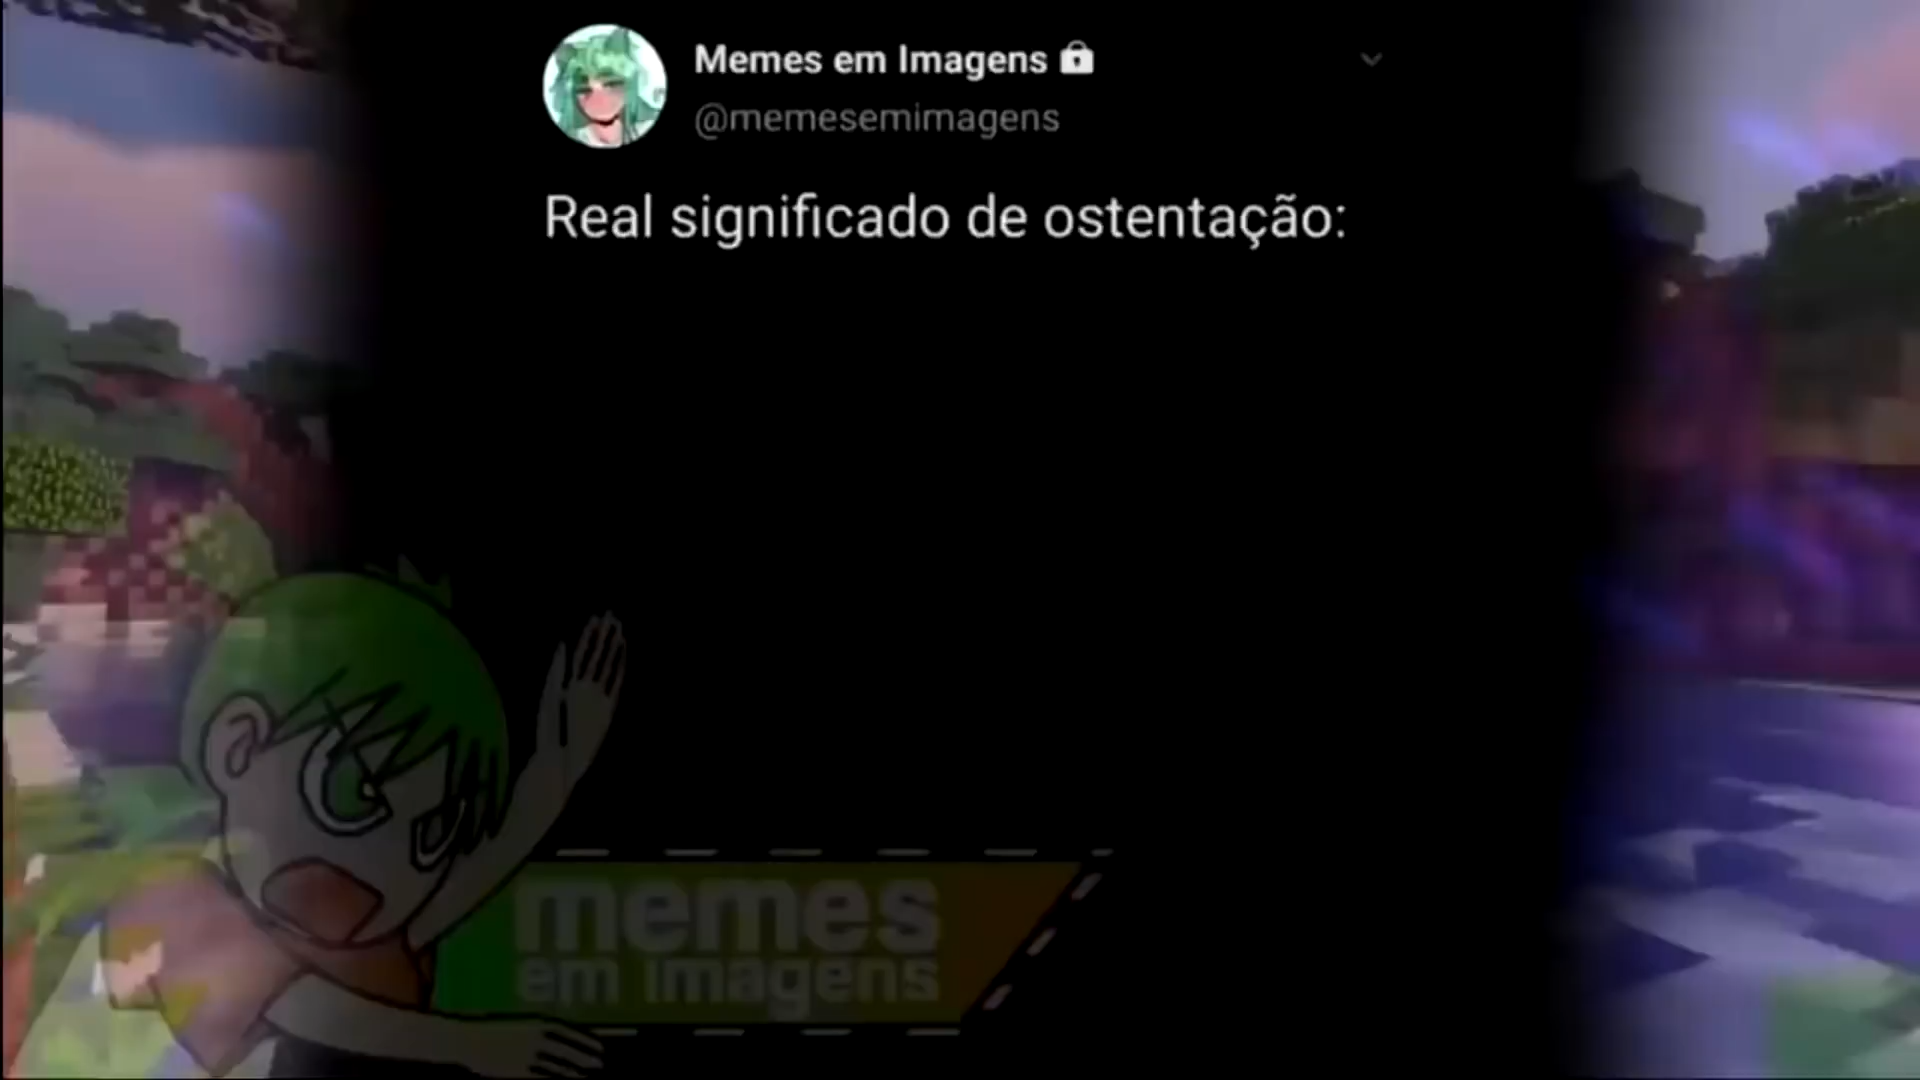 Memes em Imagens
@memesemimagens
Real significado de ostentação:
memes
em imagens